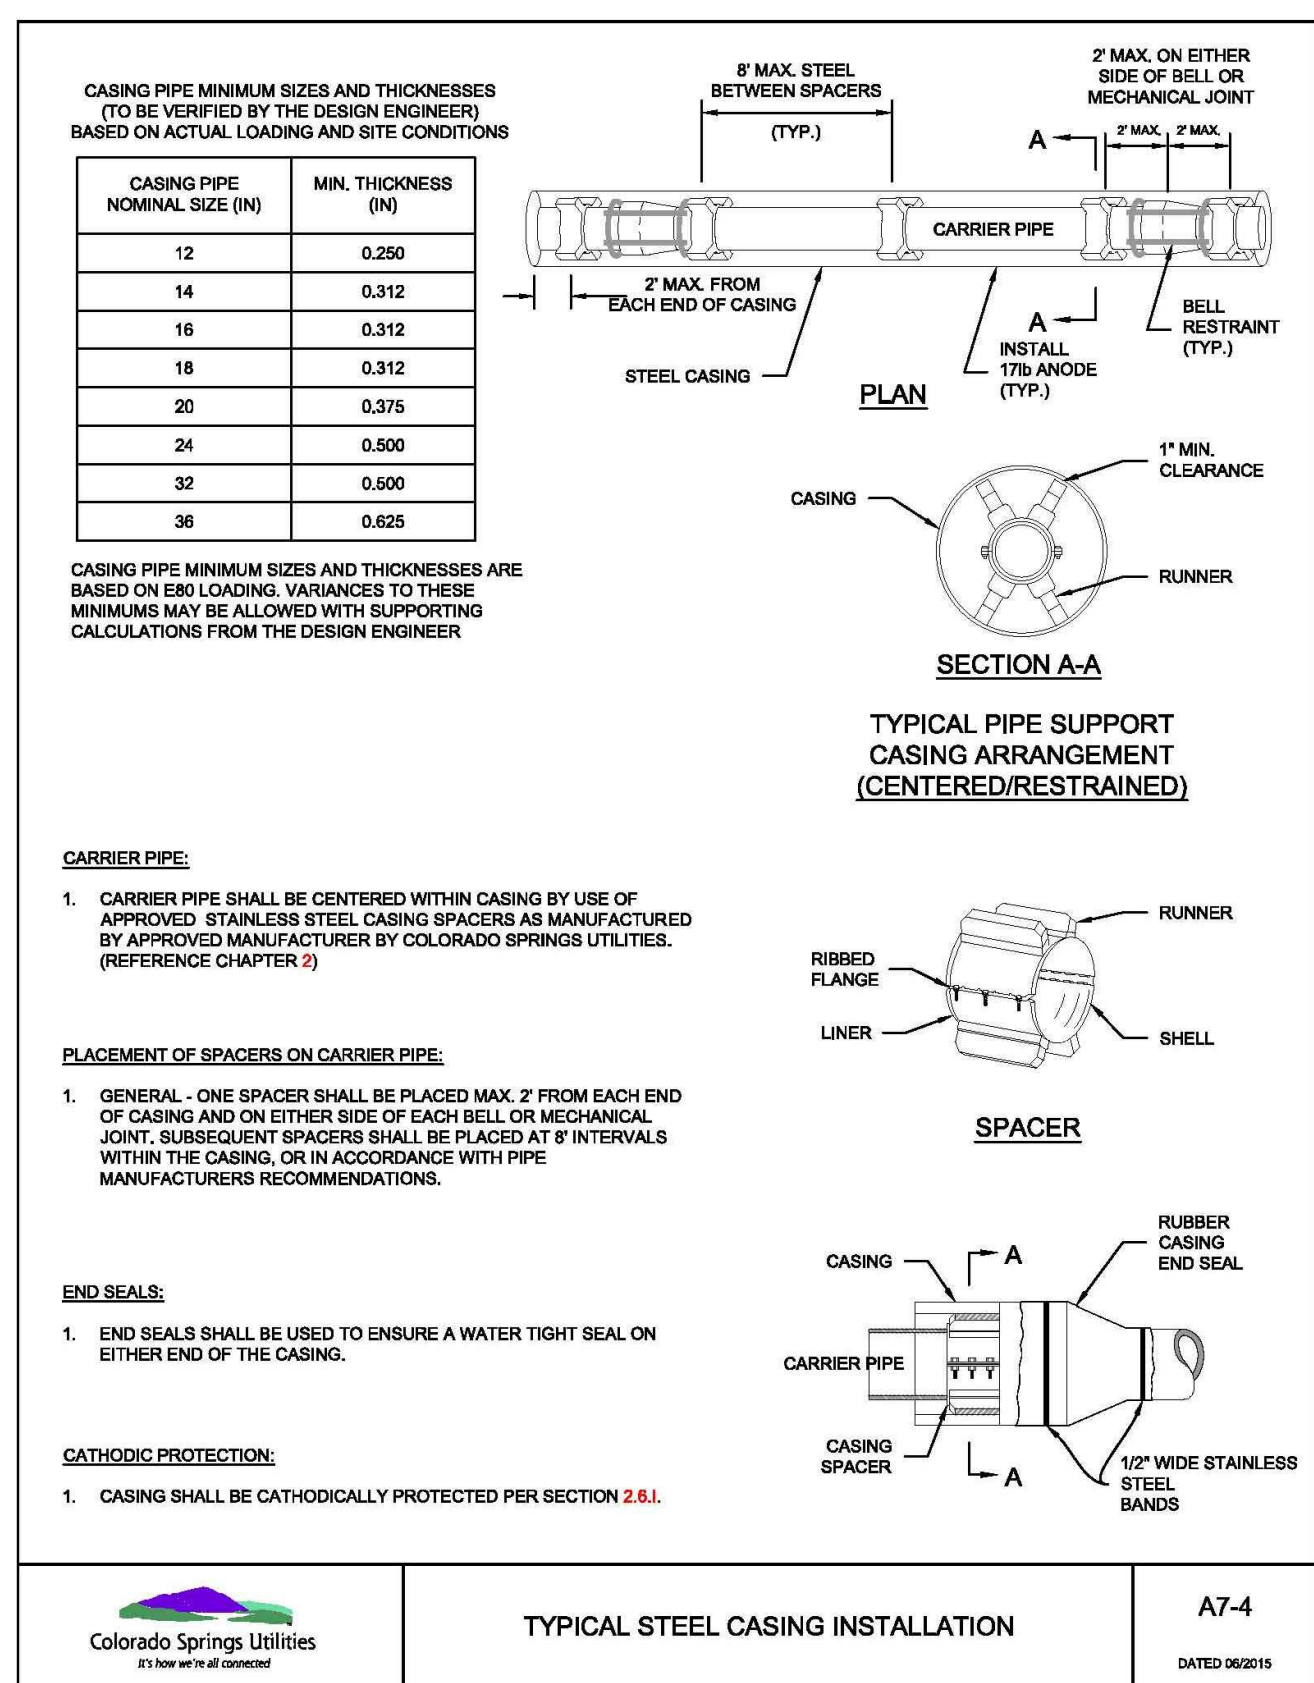 CASING PIPE MINIMUM SIZES AND THICKNESSES
(TO BE VERIFIED BY THE DESIGN ENGINEER)
BASED ON ACTUAL LOADING AND SITE CONDITIONS
CASING PIPE
NOMINAL SIZE (IN)
MIN. THICKNESS
(IN)
12 0.250
14 0.312
16 0.312
18 0.312
20 0.375
24 0.500
32 0.500
36 0.625
CASING PIPE MINIMUM SIZES AND THICKNESSES ARE
BASED ON E80 LOADING. VARIANCES TO THESE
MINIMUMS MAY BE ALLOWED WITH SUPPORTING
CALCULATIONS FROM THE DESIGN ENGINEER
8' MAX. STEEL
BETWEEN SPACERS
(TYP.)
2' MAX. ON EITHER
SIDE OF BELL OR
MECHANICAL JOINT
2' MAX. 2' MAX.
A
CARRIER PIPE
2' MAX. FROM
EACH END OF CASING
A
BELL
RESTRAINT
(TYP.)
INSTALL
17lb ANODE
(TYP.)
STEEL CASING
PLAN
1" MIN.
CLEARANCE
CASING
RUNNER
SECTION A-A
TYPICAL PIPE SUPPORT
CASING ARRANGEMENT
(CENTERED/RESTRAINED)
CARRIER PIPE:
1. CARRIER PIPE SHALL BE CENTERED WITHIN CASING BY USE OF
APPROVED STAINLESS STEEL CASING SPACERS AS MANUFACTURED
BY APPROVED MANUFACTURER BY COLORADO SPRINGS UTILITIES.
(REFERENCE CHAPTER 2)
PLACEMENT OF SPACERS ON CARRIER PIPE:
1. GENERAL - ONE SPACER SHALL BE PLACED MAX. 2' FROM EACH END
OF CASING AND ON EITHER SIDE OF EACH BELL OR MECHANICAL
JOINT. SUBSEQUENT SPACERS SHALL BE PLACED AT 8' INTERVALS
WITHIN THE CASING, OR IN ACCORDANCE WITH PIPE
MANUFACTURERS RECOMMENDATIONS.
END SEALS:
1. END SEALS SHALL BE USED TO ENSURE A WATER TIGHT SEAL ON
EITHER END OF THE CASING.
CATHODIC PROTECTION:
1. CASING SHALL BE CATHODICALLY PROTECTED PER SECTION 2.6.I.
RUNNER
RIBBED
FLANGE
LINER
SHELL
SPACER
RUBBER
CASING
END SEAL
CASING
A
CARRIER PIPE
CASING
SPACER
A
1/2" WIDE STAINLESS
STEEL
BANDS
Colorado Springs Utilities
It's how we're all connected
TYPICAL STEEL CASING INSTALLATION
A7-4
DATED 06/2015